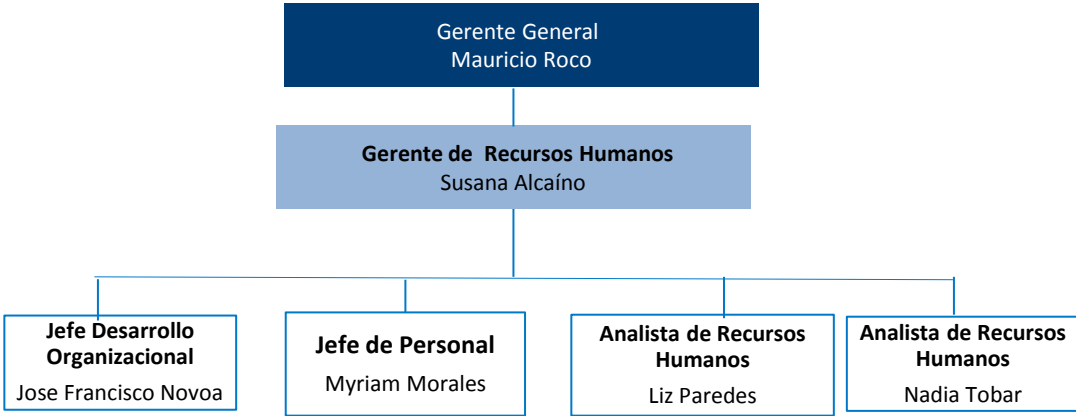 Gerente General
Mauricio Roco
Gerente de Recursos Humanos
Susana Alcaíno
Jefe Desarrollo
Organizacional
Jose Francisco Novoa
Jefe de Personal
Myriam Morales
Analista de Recursos
Humanos
Liz Paredes
Analista de Recursos
Humanos
Nadia Tobar